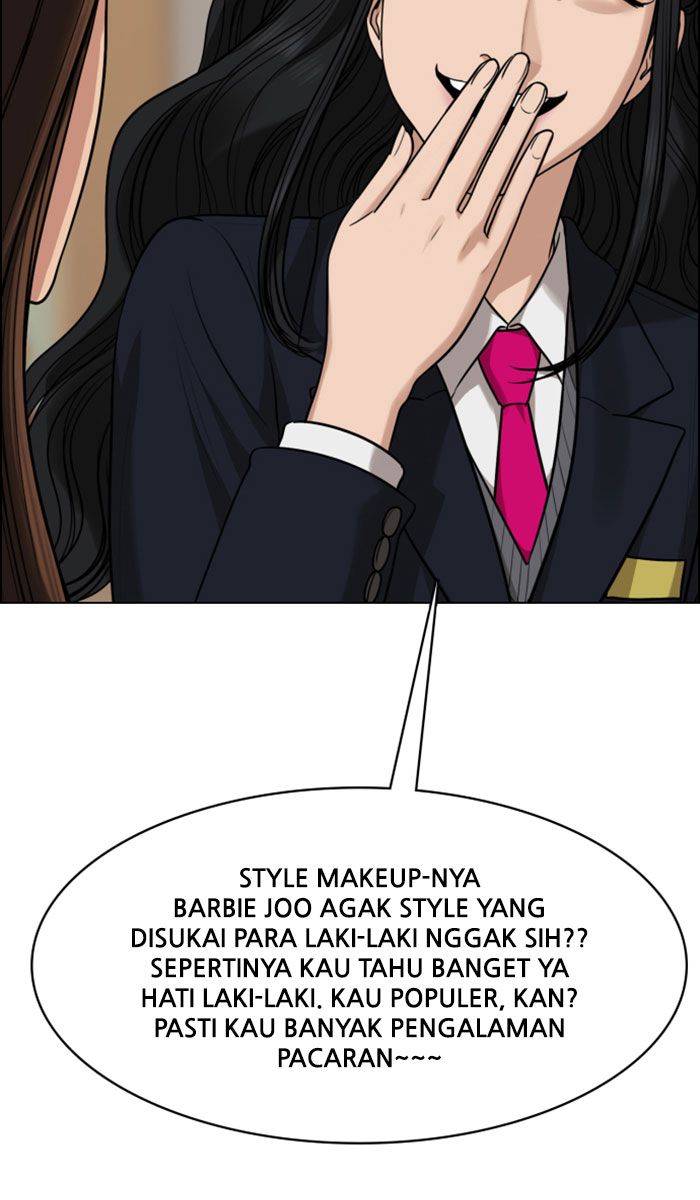 STYLE MAKEUP-NYA
BARBIE JOO AGAK STYLE YANG
DISUKAI PARA LAKI-LAKI NGGAK SIH??
SEPERTINYA KAU TAHU BANGET YA
HATI LAKI-LAKI. KAU POPULER, KAN?
PASTI KAU BANYAK PENGALAMAN
PACARAN~~~